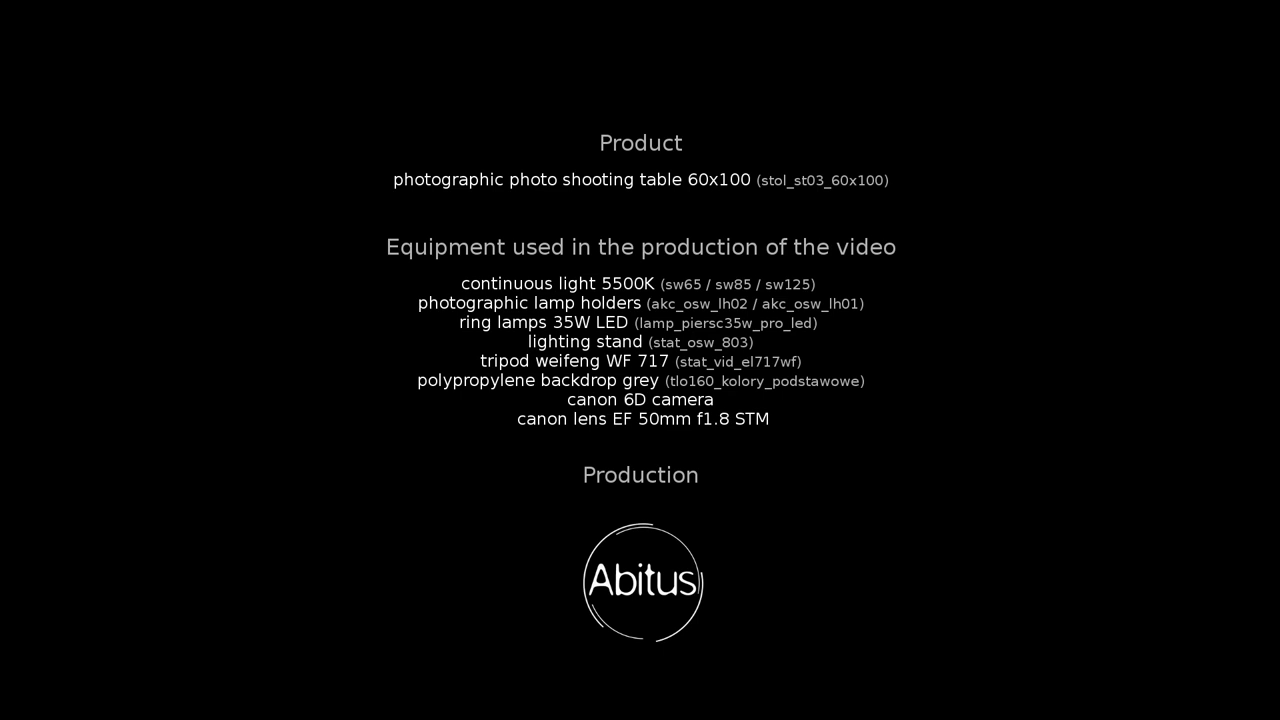 Product
photographic photo shooting table 60x100 (stol_st03_60x100)
Equipment used in the production of the video
continuous light 5500K (sw65 / sw85 / sw125)
photographic lamp holders (akc_osw_lh02 / akc_osw_lh01)
ring lamps 35W LED (lamp_piersc35w_pro_led)
lighting stand (stat_osw_803)
tripod weifeng WF 717 (stat_vid_el717wf)
polypropylene backdrop grey (tlo160_kolory_podstawowe)
canon 6D camera
canon lens EF 50mm f1.8 STM
Production
Abitus